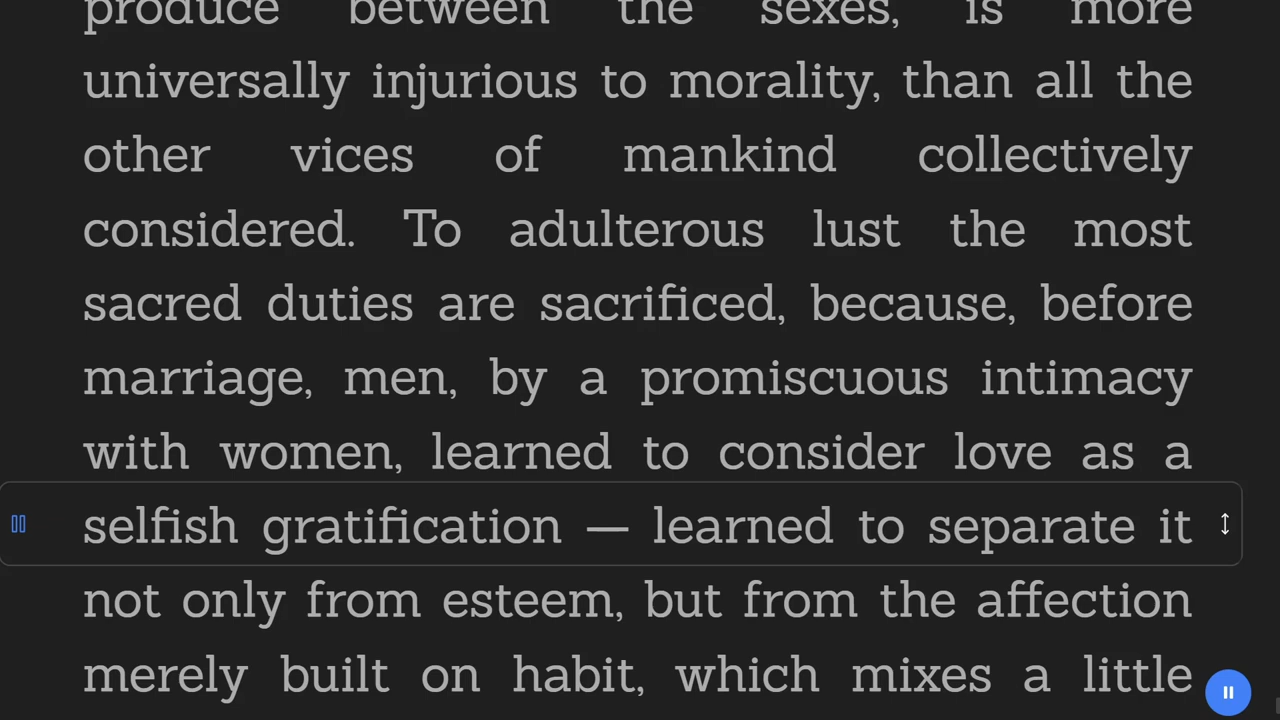 produce between the sexes, is more
universally injurious to morality, than all the
other vices of mankind collectively
considered. To adulterous lust the most
sacred duties are sacrificed, because, before
marriage, men, by a promiscuous intimacy
with women, learned to consider love as a
selfish gratification — learned to separate it
not only from esteem, but from the affection
merely built on habit, which mixes a little